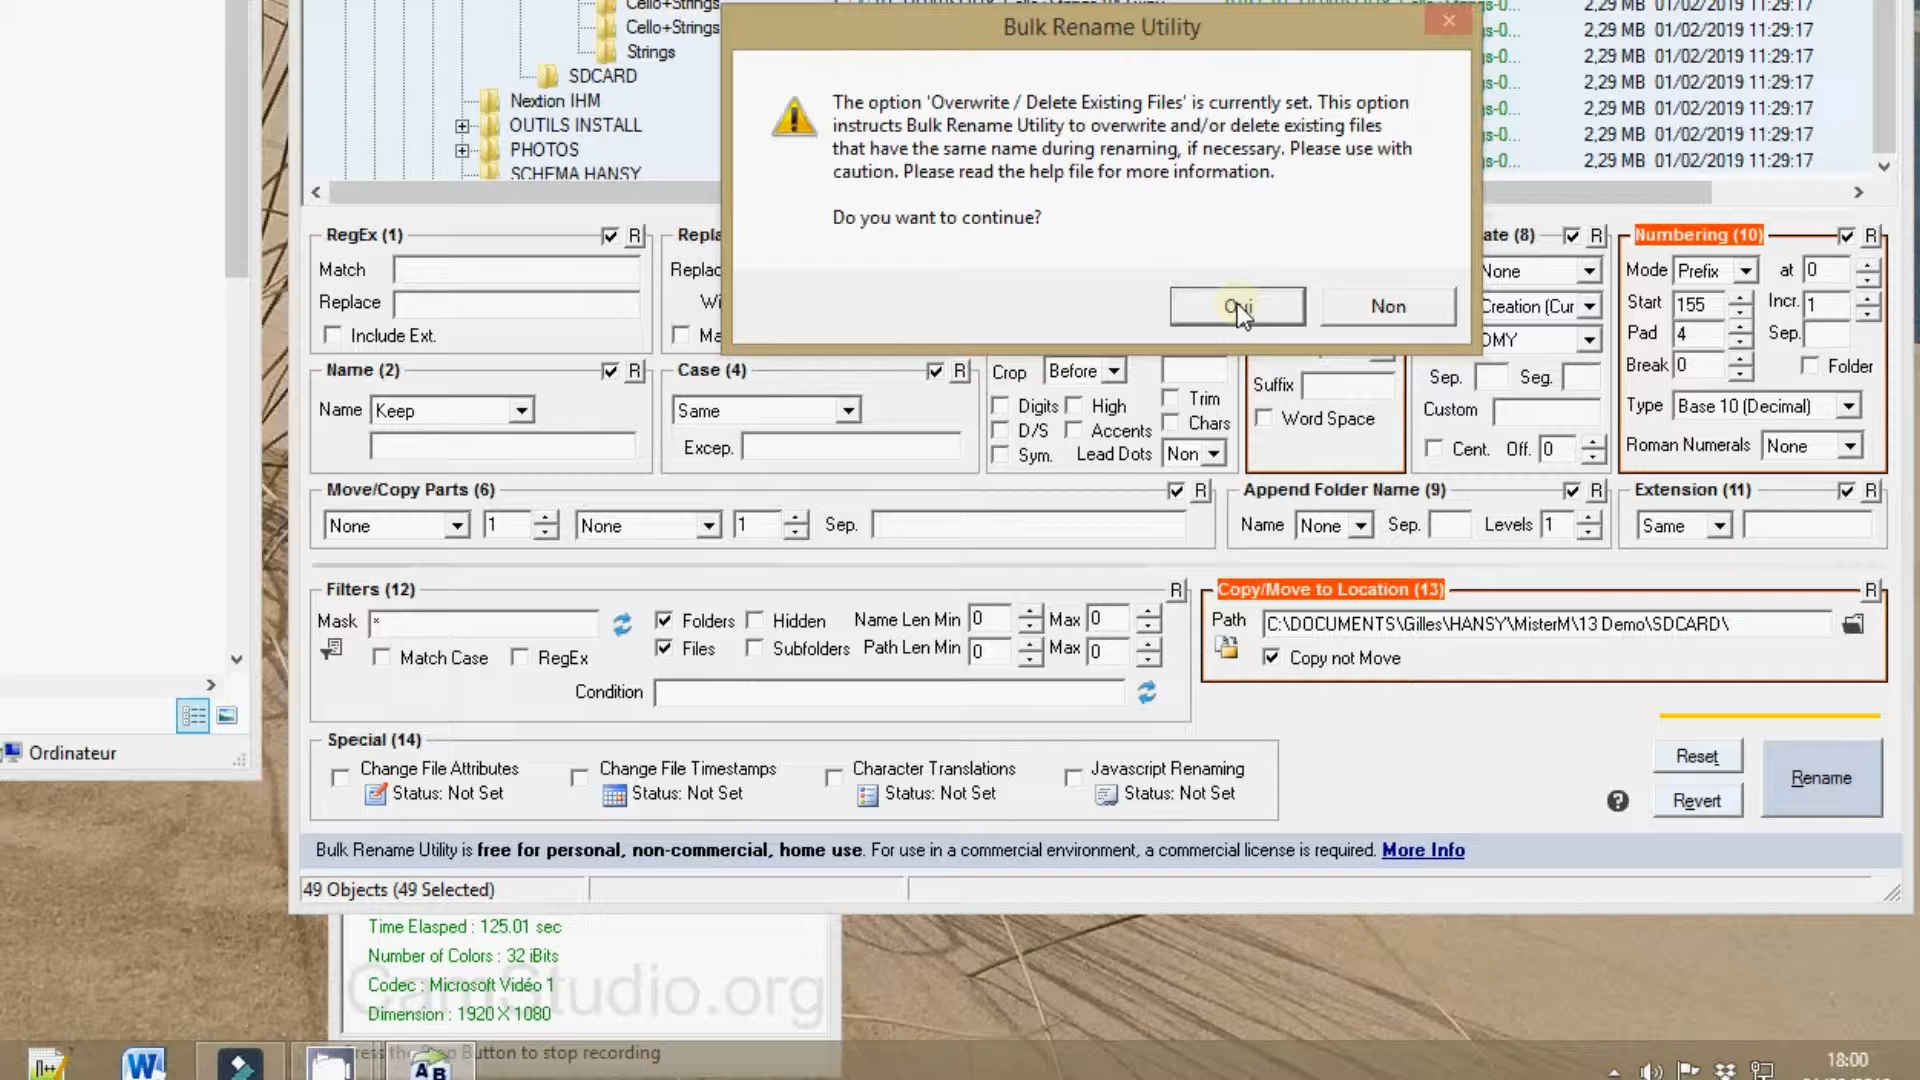 Cello+Strings
Cello+Strings
Strings
SDCARD
Nextion IHM
OUTILS INSTALL
PHOTOS
SCHEMA HANSY
2,29 MB 01/02/2019 11:29:17
2,29 MB 01/02/2019 11:29:17
2,29 MB 01/02/2019 11:29:17
2,29 MB 01/02/2019 11:29:17
2,29 MB 01/02/2019 11:29:17
2,29 MB 01/02/2019 11:29:17
2,29 MB 01/02/2019 11:29:17
Bulk Rename Utility
The option 'Overwrite / Delete Existing Files' is currently set. This option
instructs Bulk Rename Utility to overwrite and/or delete existing files
that have the same name during renaming, if necessary. Please use with
caution. Please read the help file for more information.
Do you want to continue?
Oui
Non
RegEx (1) R
Match
Replace
Include Ext.
Name (2) R
Name Keep
Case (4) R
Same
Excep.
Crop Before
Digits High Trim
D/S Accents Chars
Sym. Lead Dots Non
Suffix
Word Space
(8) R
None
Creation (Cur
DMY
Sep. Seg.
Custom
Cent. Off. 0
Numbering (10) R
Mode Prefix at 0
Start 155 Incr. 1
Pad 4 Sep.
Break 0 Folder
Type Base 10 (Decimal)
Roman Numerals None
Move/Copy Parts (6) R
None 1 None 1 Sep.
Append Folder Name (9) R
Name None Sep. Levels 1
Extension (11) R
Same
Filters (12) R
Mask * Folders Hidden Name Len Min 0 Max 0
Match Case RegEx Files Subfolders Path Len Min 0 Max 0
Condition
Copy/Move to Location (13) R
Path C:\DOCUMENTS\Gilles\HANSY\MisterM\13 Demo\SDCARD\
Copy not Move
Special (14)
Change File Attributes Change File Timestamps Character Translations Javascript Renaming
Status: Not Set Status: Not Set Status: Not Set Status: Not Set
Reset
Revert
Rename
Bulk Rename Utility is free for personal, non-commercial, home use. For use in a commercial environment, a commercial license is required. More Info
49 Objects (49 Selected)
Ordinateur
Time Elasped : 125.01 sec
Number of Colors : 32 iBits
Codec : Microsoft Vidéo 1
Dimension : 1920 X 1080
CamStudio.org
Button to stop recording
18:00